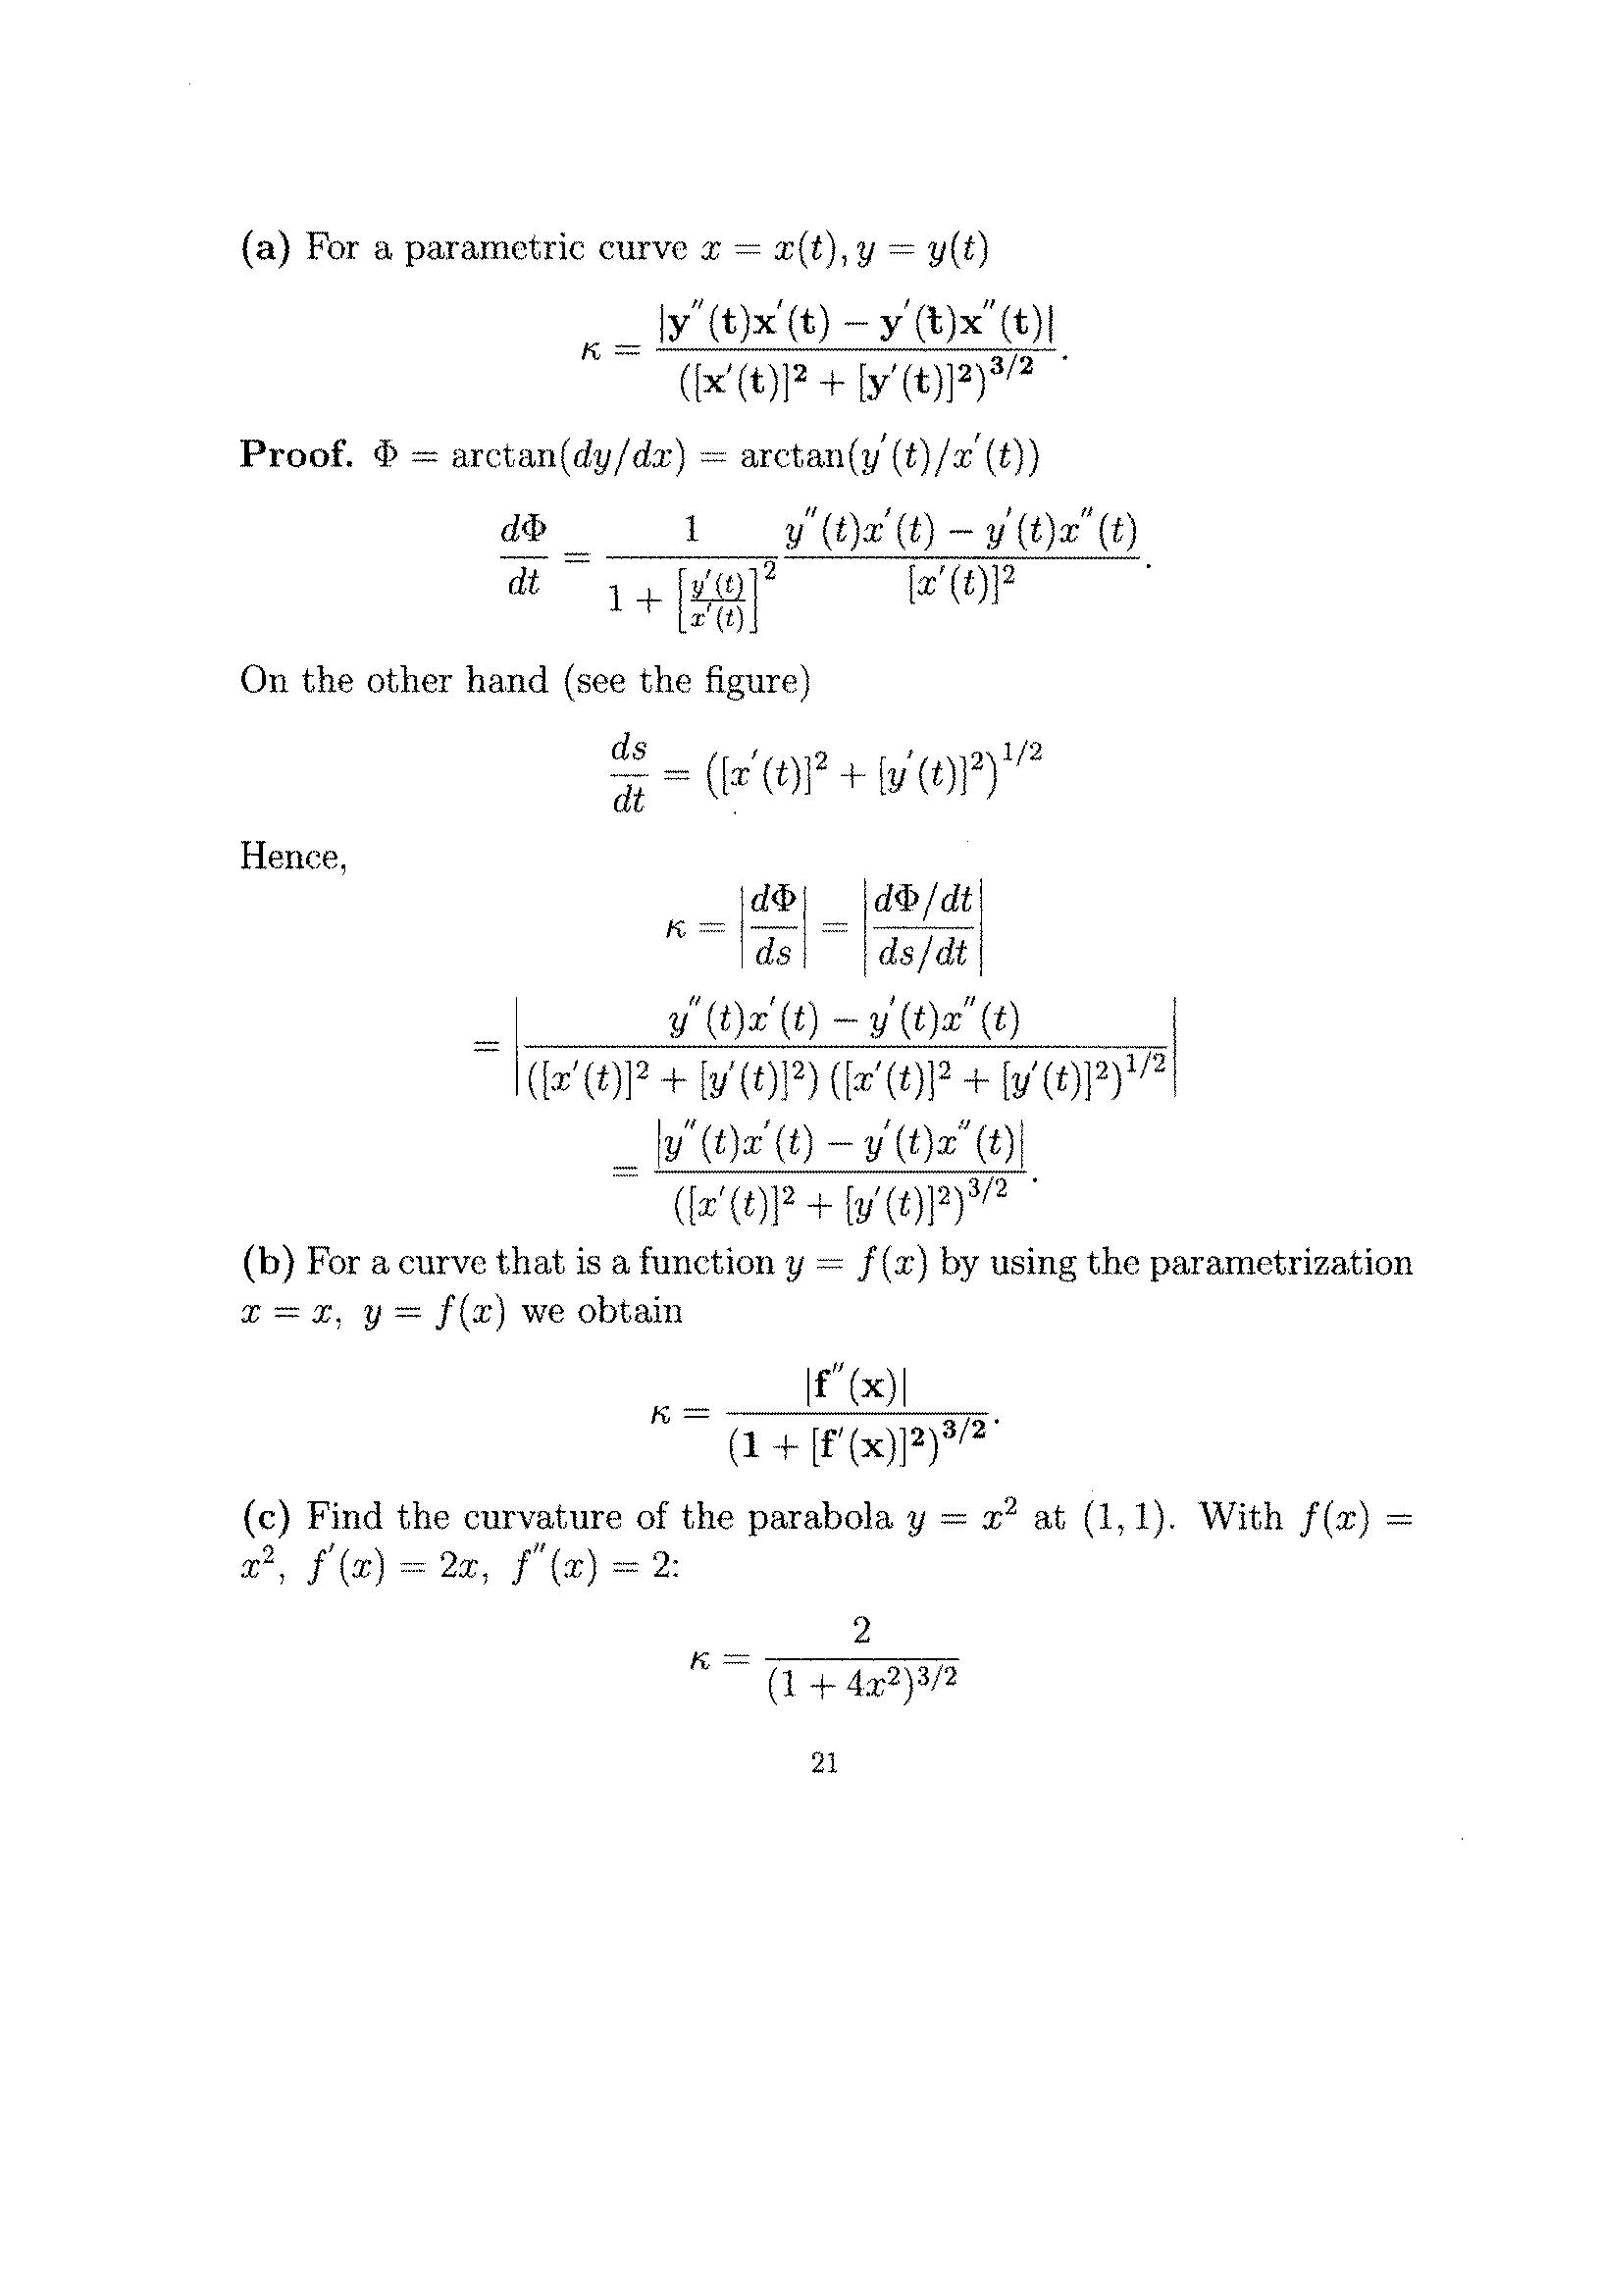 (a) For a parametric curve x = x(t), y = y(t)
κ = |y''(t)x'(t) − y'(t)x''(t)| / ([x'(t)]² + [y'(t)]²)^{3/2}.
Proof. Φ = arctan(dy/dx) = arctan(y'(t)/x'(t))
dΦ/dt = 1 / (1 + [y'(t)/x'(t)]²) (y''(t)x'(t) − y'(t)x''(t)) / [x'(t)]².
On the other hand (see the figure)
ds/dt = ([x'(t)]² + [y'(t)]²)^{1/2}
Hence,
κ = |dΦ/ds| = |(dΦ/dt)/(ds/dt)|
= |(y''(t)x'(t) − y'(t)x''(t)) / (([x'(t)]² + [y'(t)]²) ([x'(t)]² + [y'(t)]²)^{1/2})|
= |y''(t)x'(t) − y'(t)x''(t)| / ([x'(t)]² + [y'(t)]²)^{3/2}.
(b) For a curve that is a function y = f(x) by using the parametrization
x = x, y = f(x) we obtain
κ = |f''(x)| / (1 + [f'(x)]²)^{3/2}.
(c) Find the curvature of the parabola y = x² at (1, 1). With f(x) =
x², f'(x) = 2x, f''(x) = 2:
κ = 2 / (1 + 4x²)^{3/2}
21